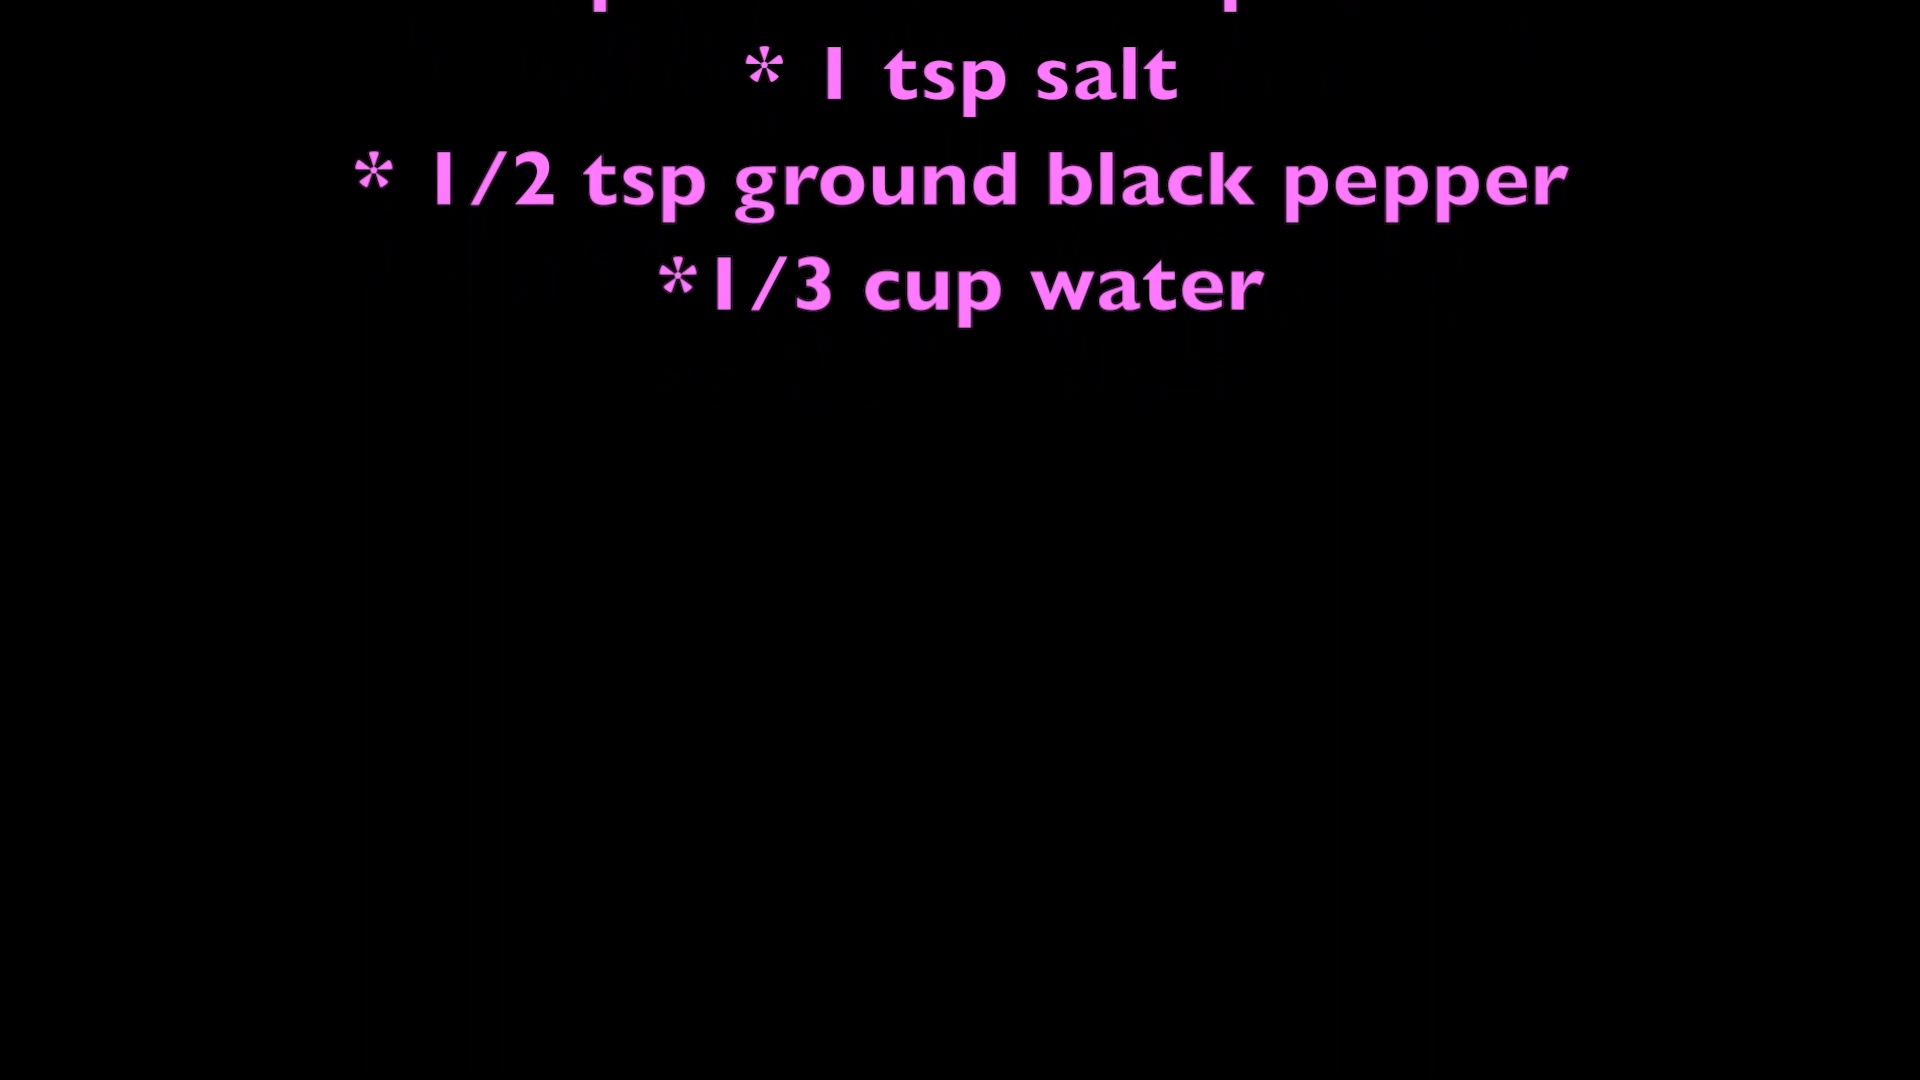 * 1 tsp salt
* 1/2 tsp ground black pepper
*1/3 cup water